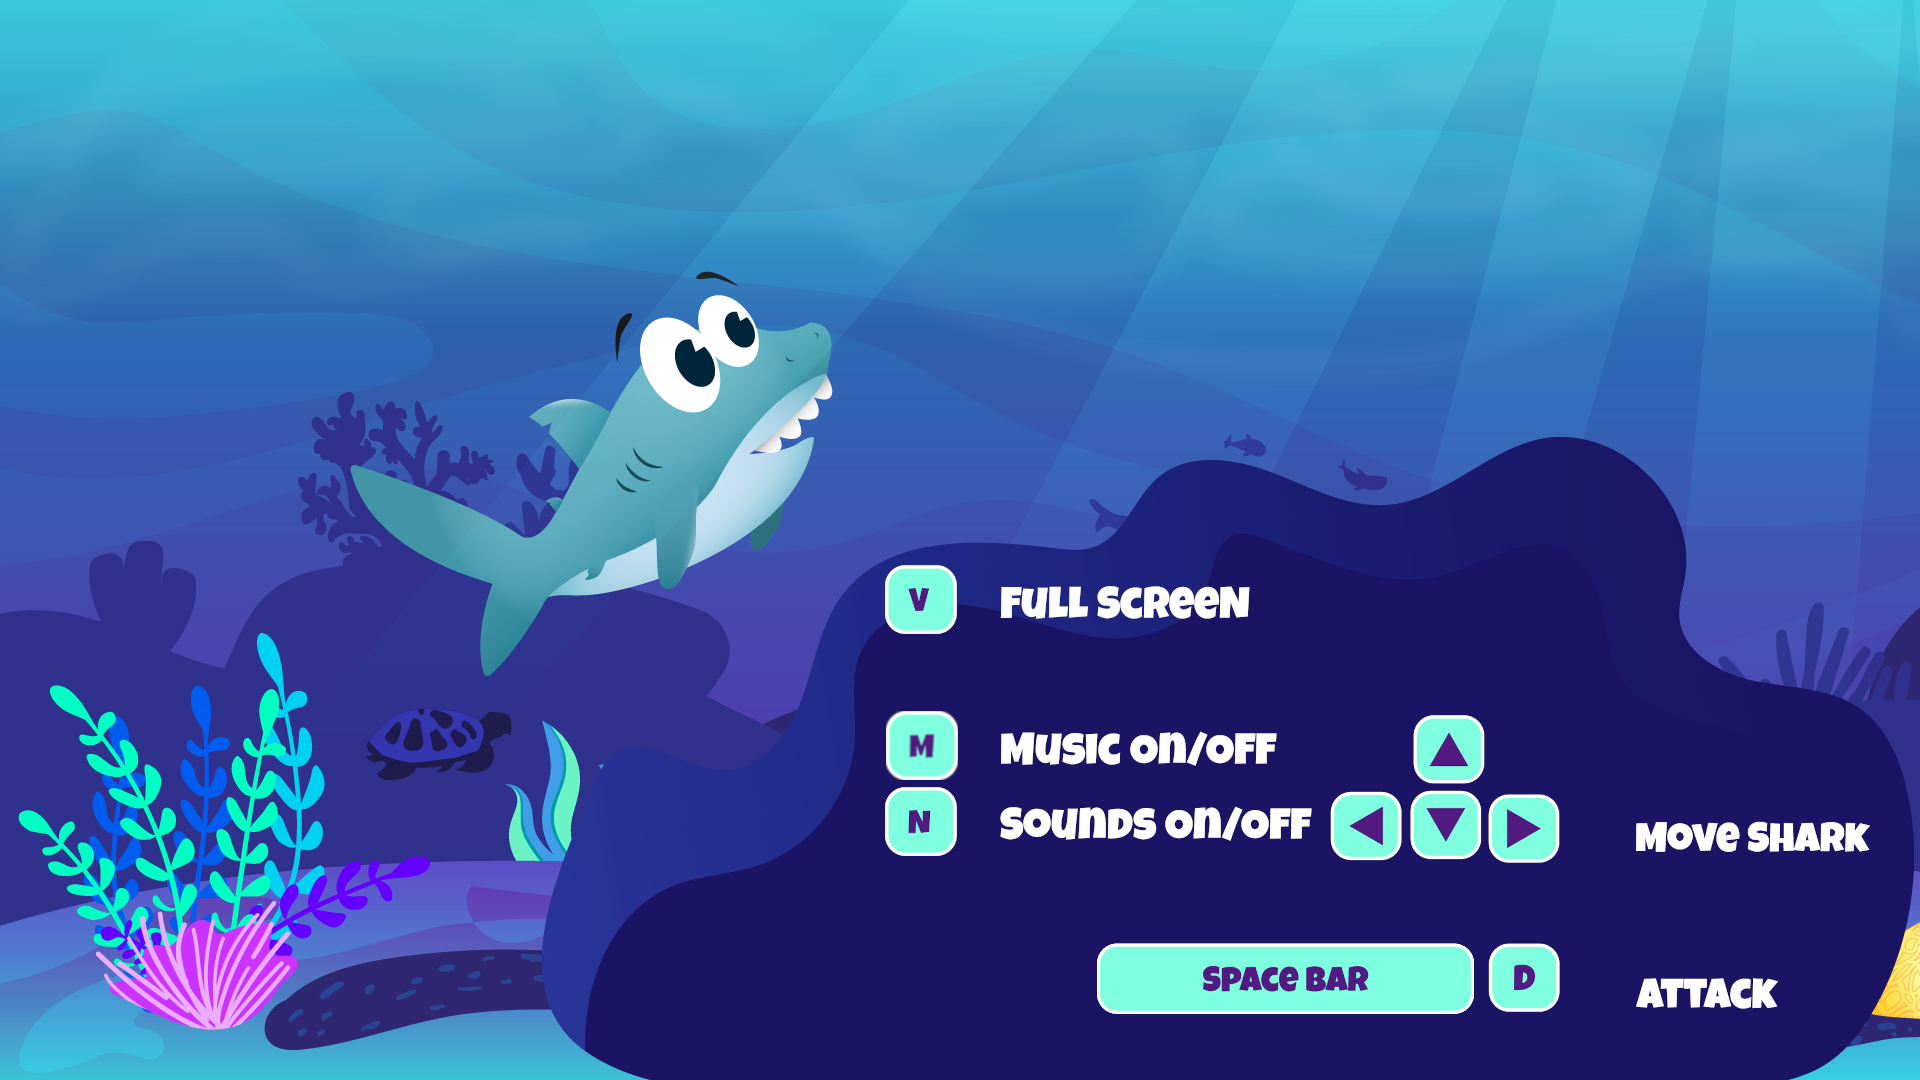 V FULL SCREEN
M MUSIC ON/OFF
N SOUNDS ON/OFF
MOVE SHARK
SPACE BAR D ATTACK